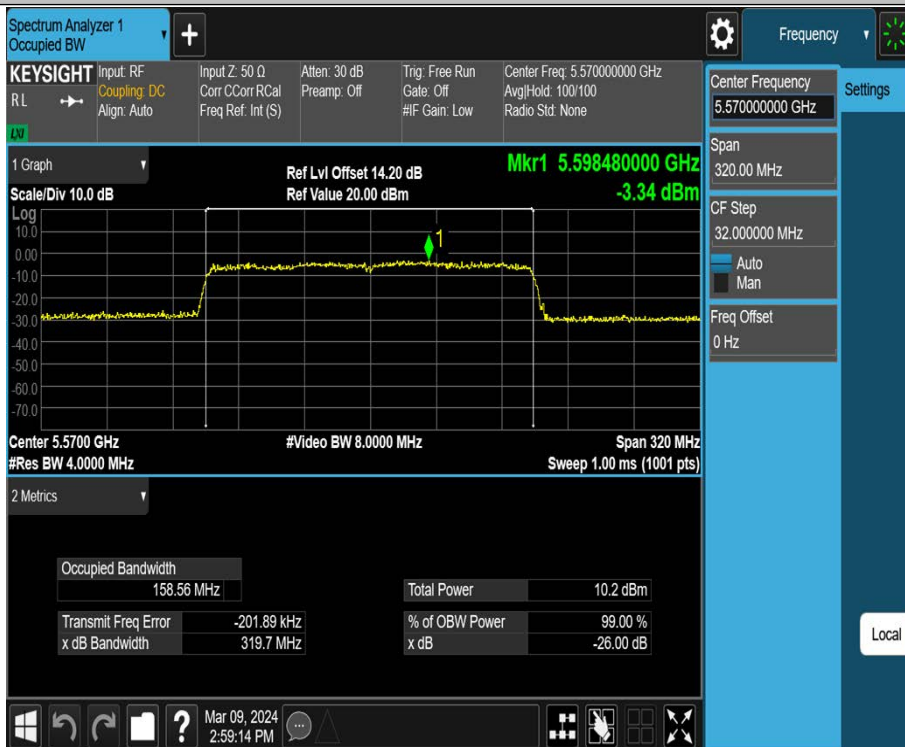 Spectrum Analyzer 1
Occupied BW
+
Frequency
KEYSIGHT
RL
LXI
Input: RF
Coupling: DC
Align: Auto
Input Z: 50 Ω
Corr CCorr RCal
Freq Ref: Int (S)
Atten: 30 dB
Preamp: Off
Trig: Free Run
Gate: Off
#IF Gain: Low
Center Freq: 5.570000000 GHz
Avg|Hold: 100/100
Radio Std: None
Center Frequency
5.570000000 GHz
Settings
Span
320.00 MHz
CF Step
32.000000 MHz
Auto
Man
Freq Offset
0 Hz
Local
1 Graph
Scale/Div 10.0 dB
Ref Lvl Offset 14.20 dB
Ref Value 20.00 dBm
Mkr1 5.598480000 GHz
-3.34 dBm
Log
10.0
0.00
-10.0
-20.0
-30.0
-40.0
-50.0
-60.0
-70.0
1
Center 5.5700 GHz
#Video BW 8.0000 MHz
Span 320 MHz
#Res BW 4.0000 MHz
Sweep 1.00 ms (1001 pts)
2 Metrics
Occupied Bandwidth
158.56 MHz
Total Power 10.2 dBm
Transmit Freq Error -201.89 kHz
% of OBW Power 99.00 %
x dB Bandwidth 319.7 MHz
x dB -26.00 dB
?
Mar 09, 2024
2:59:14 PM